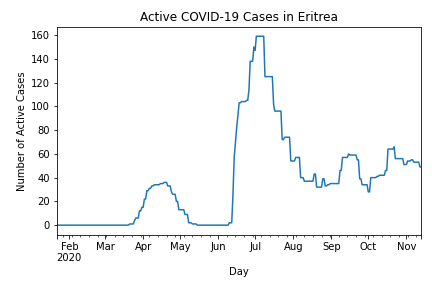 Active COVID-19 Cases in Eritrea
Number of Active Cases
160
140
120
100
80
60
40
20
0
Feb Mar Apr May Jun Jul Aug Sep Oct Nov
2020
Day